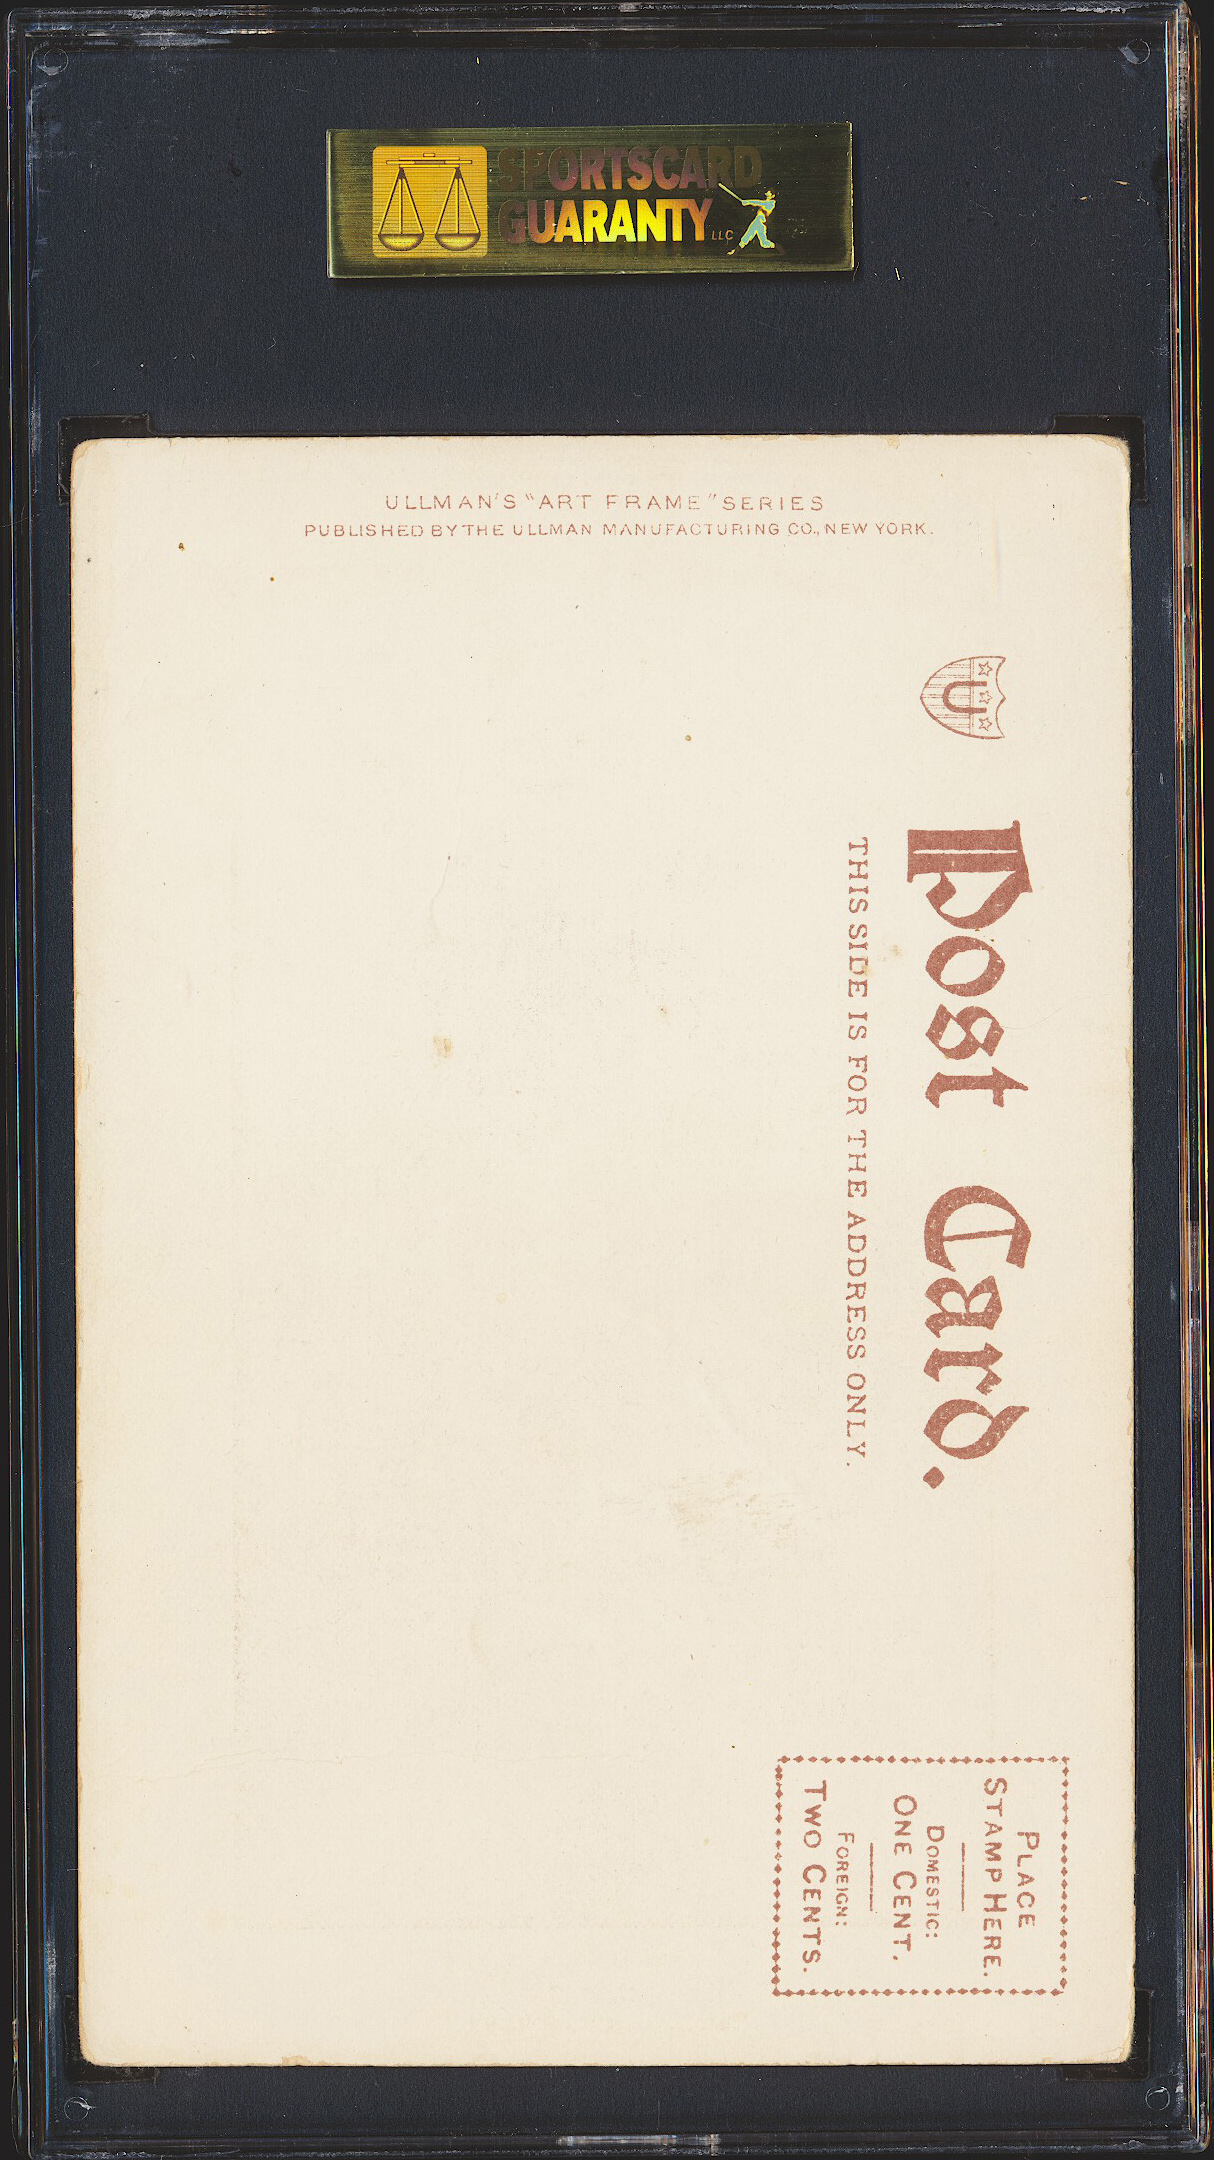 SPORTSCARD
GUARANTY LLC
ULLMAN'S "ART FRAME" SERIES
PUBLISHED BY THE ULLMAN MANUFACTURING CO., NEW YORK.
U
Post Card.
THIS SIDE IS FOR THE ADDRESS ONLY.
PLACE
STAMP HERE.
DOMESTIC:
ONE CENT.
FOREIGN:
TWO CENTS.